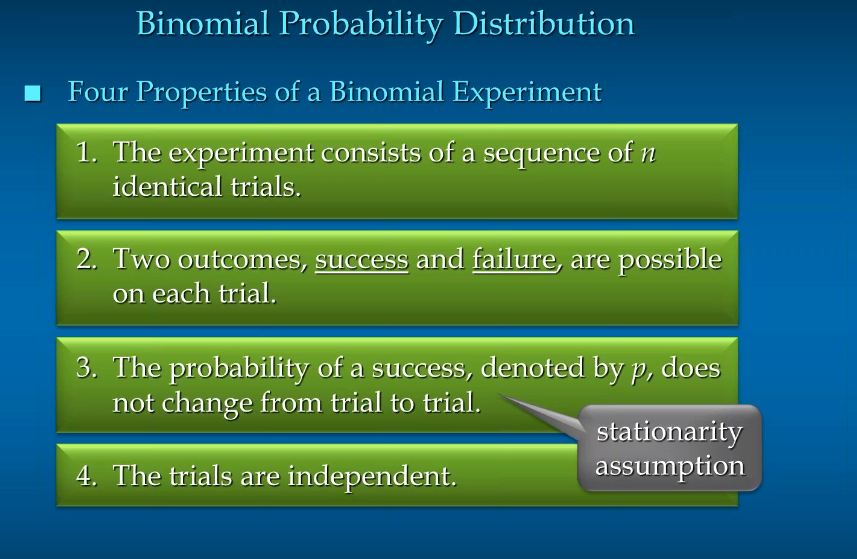 Binomial Probability Distribution
■ Four Properties of a Binomial Experiment
1. The experiment consists of a sequence of n
identical trials.
2. Two outcomes, success and failure, are possible
on each trial.
3. The probability of a success, denoted by p, does
not change from trial to trial.
stationarity
assumption
4. The trials are independent.